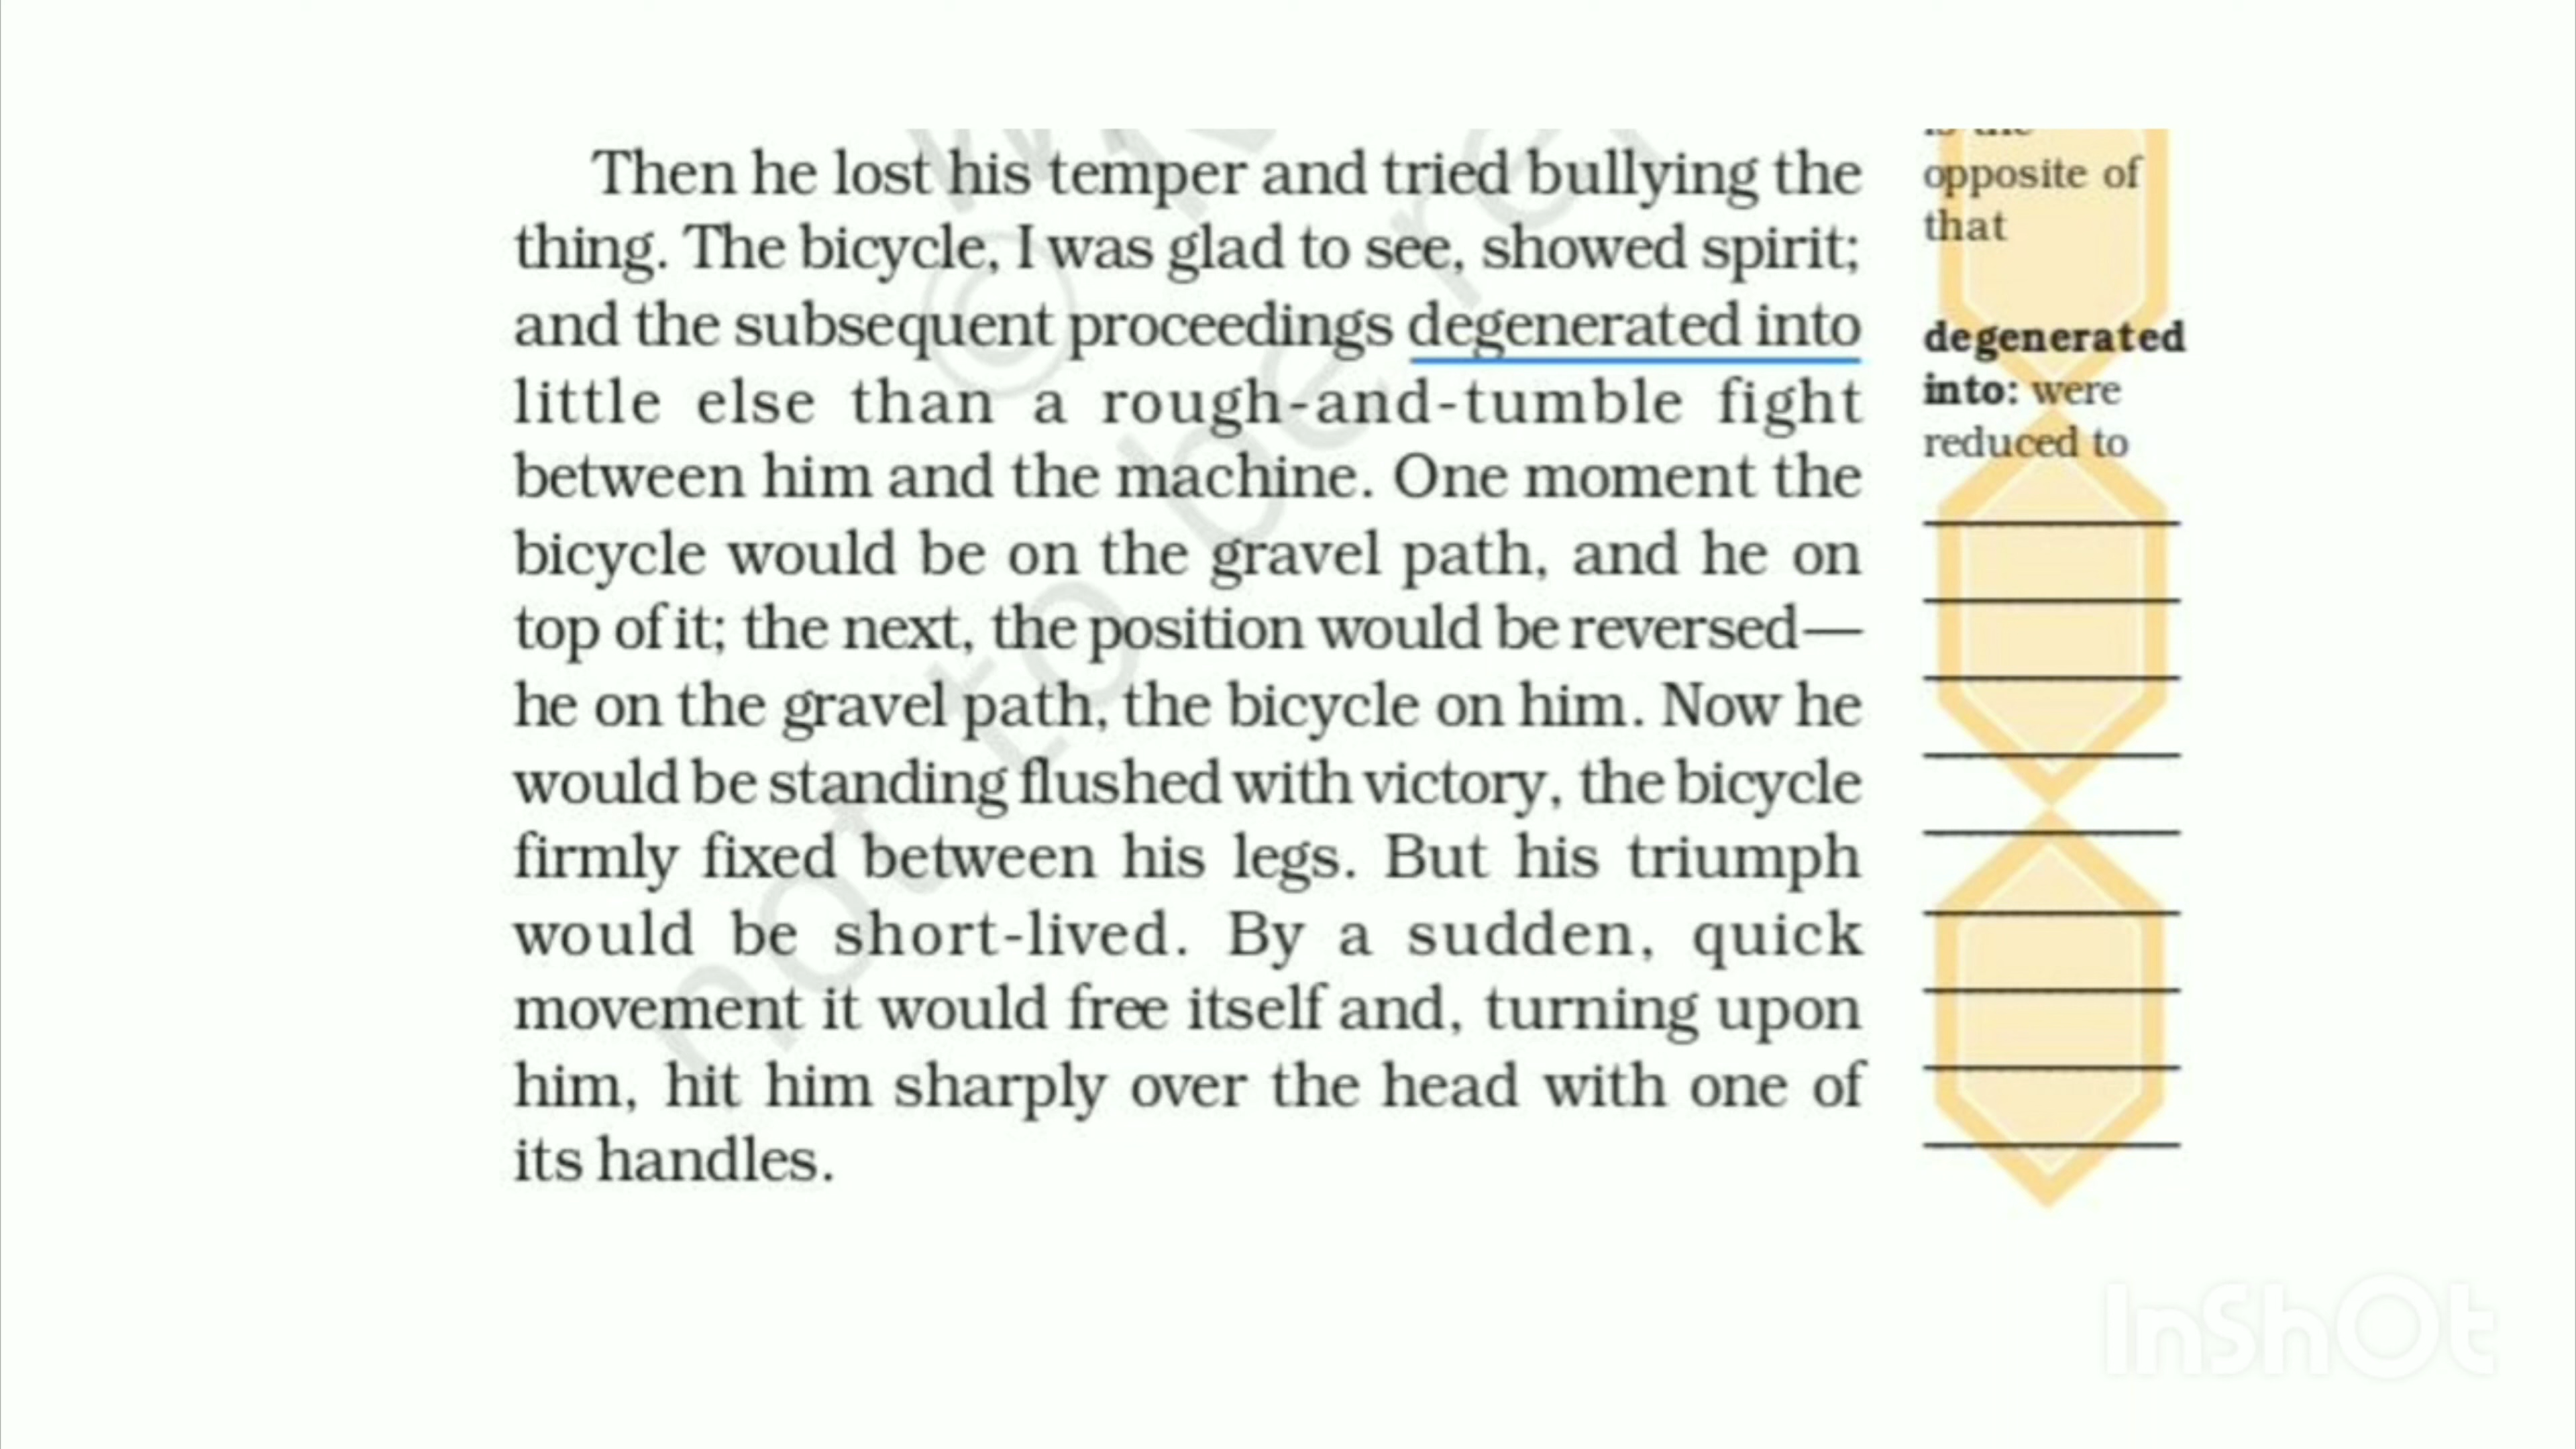 Then he lost his temper and tried bullying the
thing. The bicycle, I was glad to see, showed spirit;
and the subsequent proceedings degenerated into
little else than a rough-and-tumble fight
between him and the machine. One moment the
bicycle would be on the gravel path, and he on
top of it; the next, the position would be reversed—
he on the gravel path, the bicycle on him. Now he
would be standing flushed with victory, the bicycle
firmly fixed between his legs. But his triumph
would be short-lived. By a sudden, quick
movement it would free itself and, turning upon
him, hit him sharply over the head with one of
its handles.
is the
opposite of
that
degenerated
into: were
reduced to
©
not to be re
InShOt